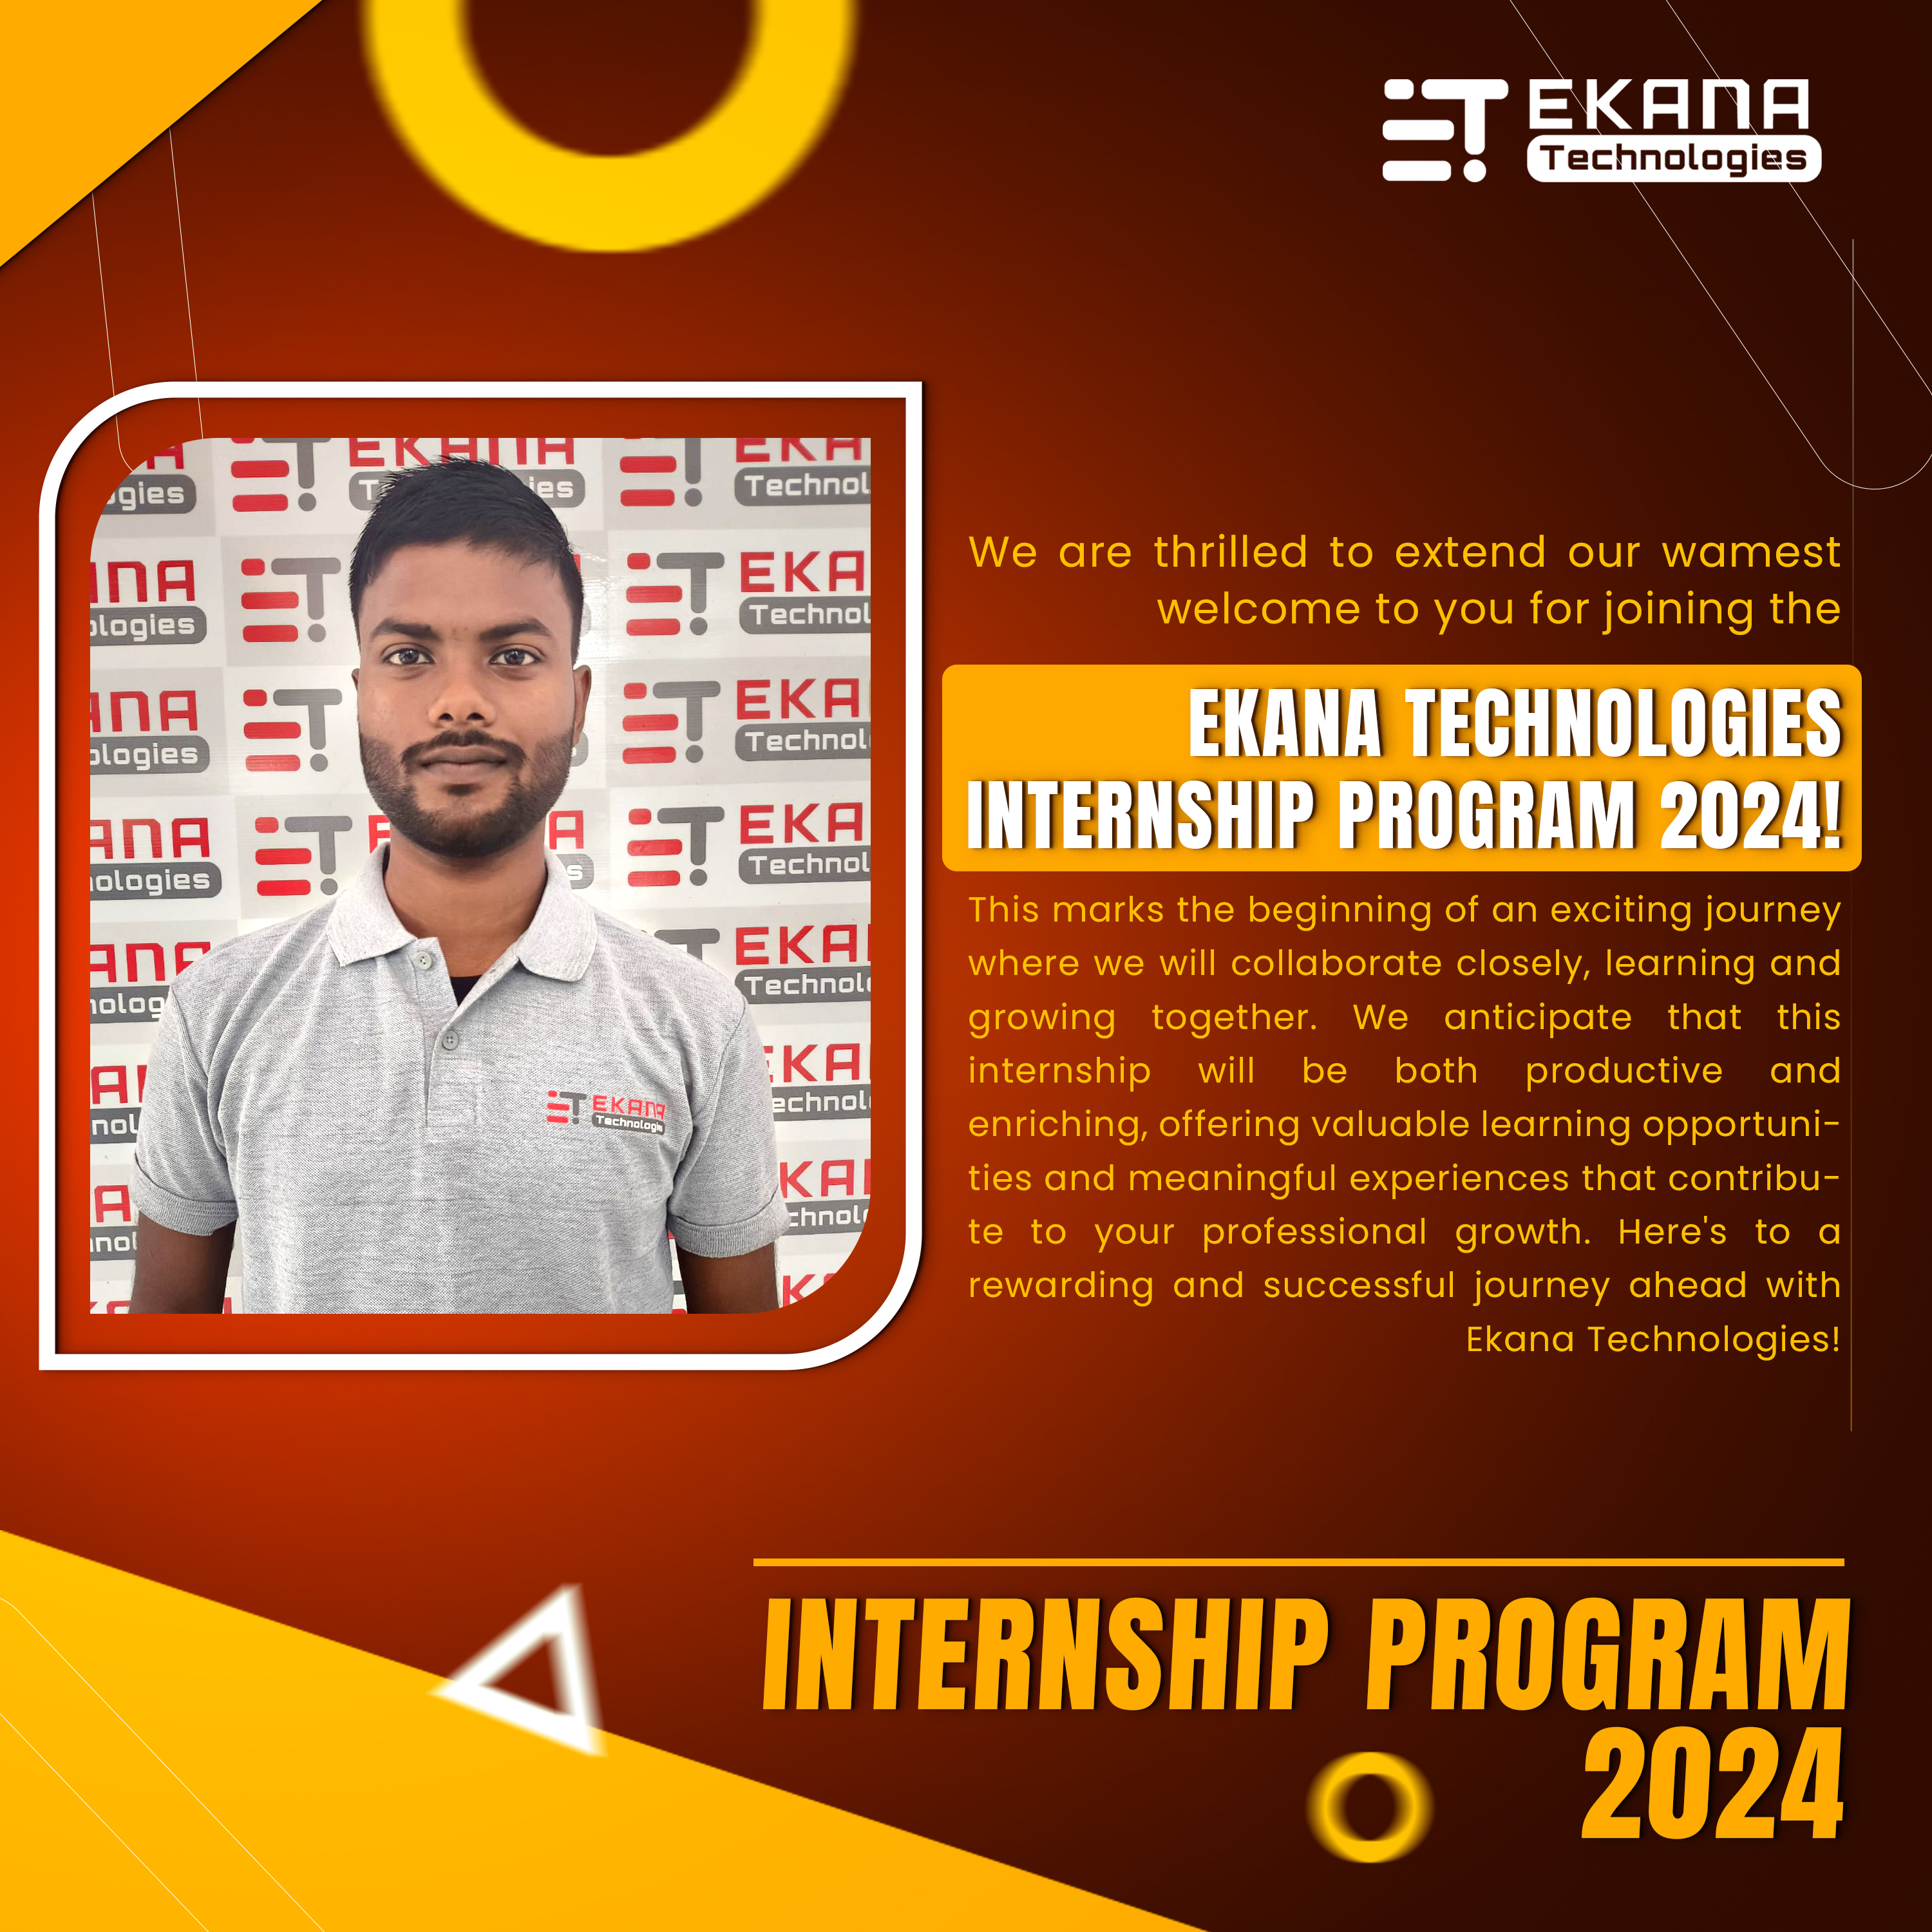 EKANA
Technologies
We are thrilled to extend our wamest
welcome to you for joining the
EKANA TECHNOLOGIES
INTERNSHIP PROGRAM 2024!
This marks the beginning of an exciting journey
where we will collaborate closely, learning and
growing together. We anticipate that this
internship will be both productive and
enriching, offering valuable learning opportuni-
ties and meaningful experiences that contribu-
te to your professional growth. Here's to a
rewarding and successful journey ahead with
Ekana Technologies!
EKANA
Technologies
INTERNSHIP PROGRAM
2024